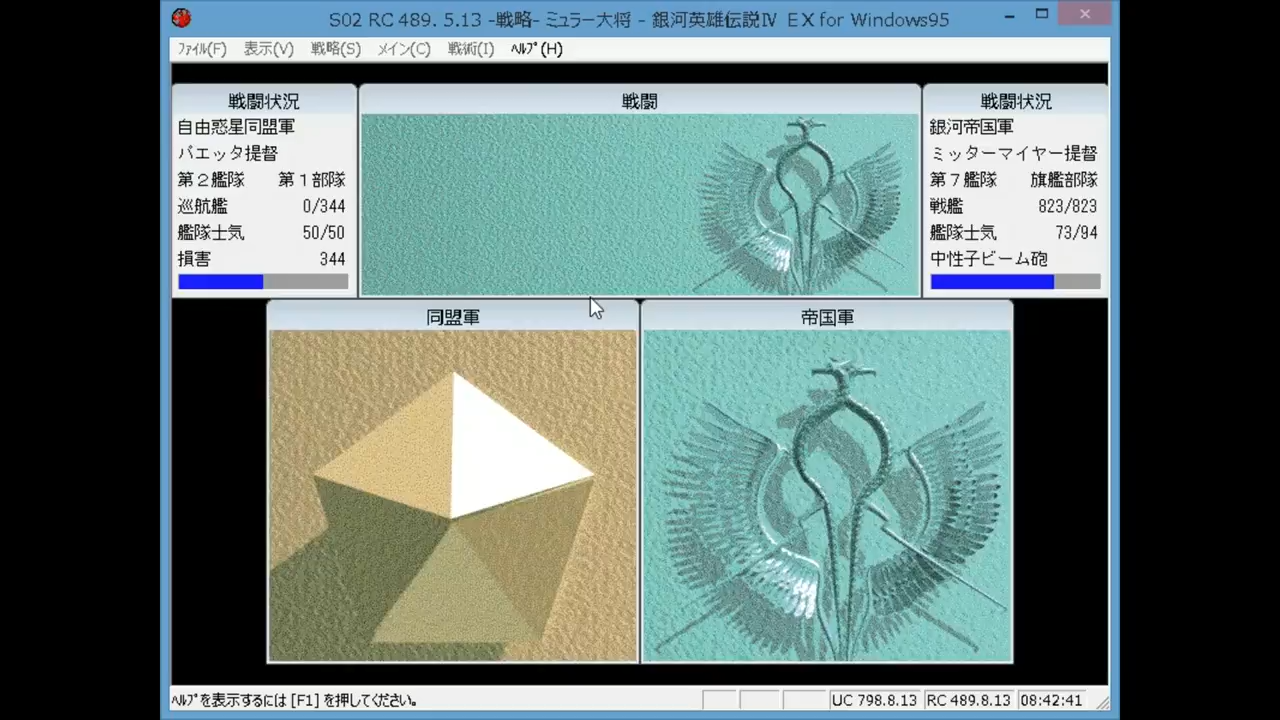 S02 RC 489. 5.13 -戦略- ミュラー大将 - 銀河英雄伝説Ⅳ EX for Windows95
ﾌｧｲﾙ(F) 表示(V) 戦略(S) メイン(C) 戦術(I) ﾍﾙﾌﾟ(H)
戦闘状況
自由惑星同盟軍
パエッタ提督
第２艦隊 第１部隊
巡航艦 0/344
艦隊士気 50/50
損害 344
戦闘
戦闘状況
銀河帝国軍
ミッターマイヤー提督
第７艦隊 旗艦部隊
戦艦 823/823
艦隊士気 73/94
中性子ビーム砲
同盟軍
帝国軍
ﾍﾙﾌﾟを表示するには [F1] を押してください。
UC 798.8.13 RC 489.8.13 08:42:41